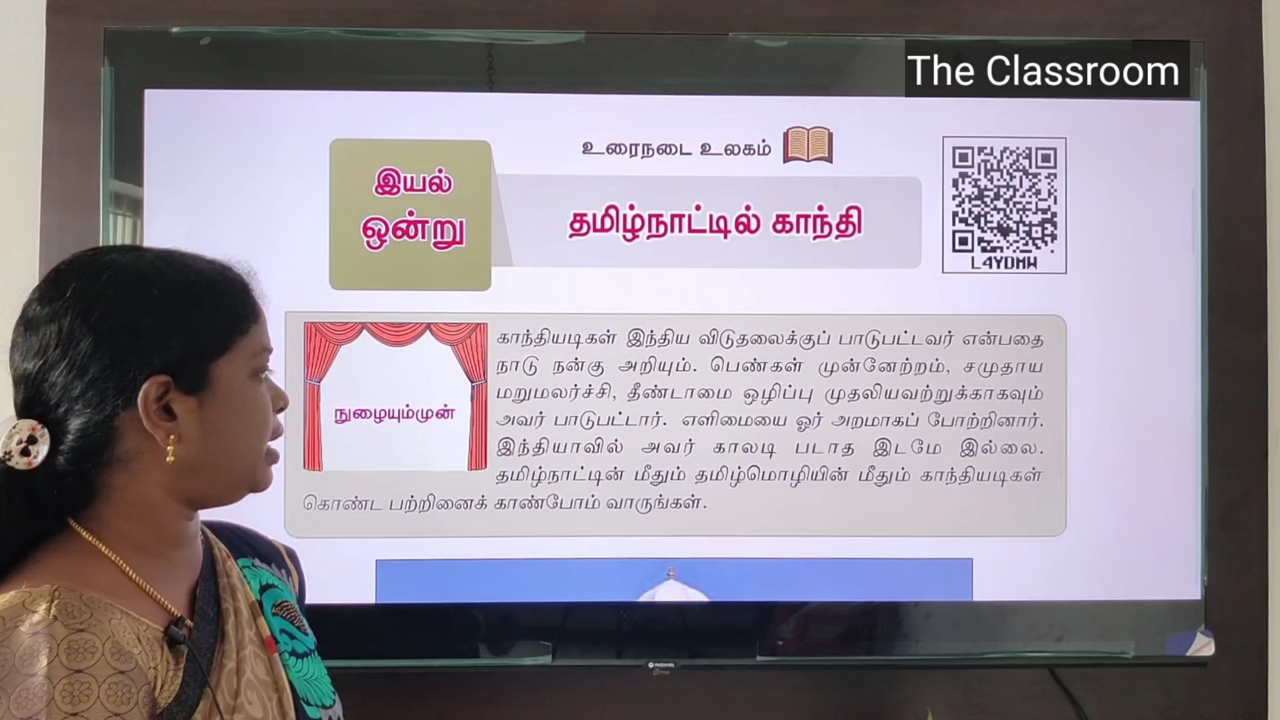 The Classroom
உரைநடை உலகம்
இயல்
ஒன்று
தமிழ்நாட்டில் காந்தி
L4YDMW
நுழையும்முன்
காந்தியடிகள் இந்திய விடுதலைக்குப் பாடுபட்டவர் என்பதை
நாடு நன்கு அறியும். பெண்கள் முன்னேற்றம், சமுதாய
மறுமலர்ச்சி, தீண்டாமை ஒழிப்பு முதலியவற்றுக்காகவும்
அவர் பாடுபட்டார். எளிமையை ஓர் அறமாகப் போற்றினார்.
இந்தியாவில் அவர் காலடி படாத இடமே இல்லை.
தமிழ்நாட்டின் மீதும் தமிழ்மொழியின் மீதும் காந்தியடிகள்
கொண்ட பற்றினைக் காண்போம் வாருங்கள்.
motorola